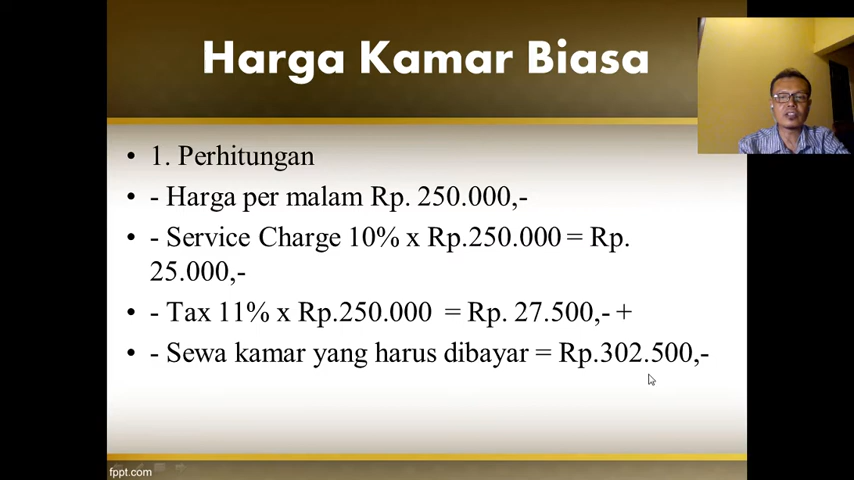 Harga Kamar Biasa
• 1. Perhitungan
• - Harga per malam Rp. 250.000,-
• - Service Charge 10% x Rp.250.000 = Rp.
25.000,-
• - Tax 11% x Rp.250.000 = Rp. 27.500,- +
• - Sewa kamar yang harus dibayar = Rp.302.500,-
fppt.com